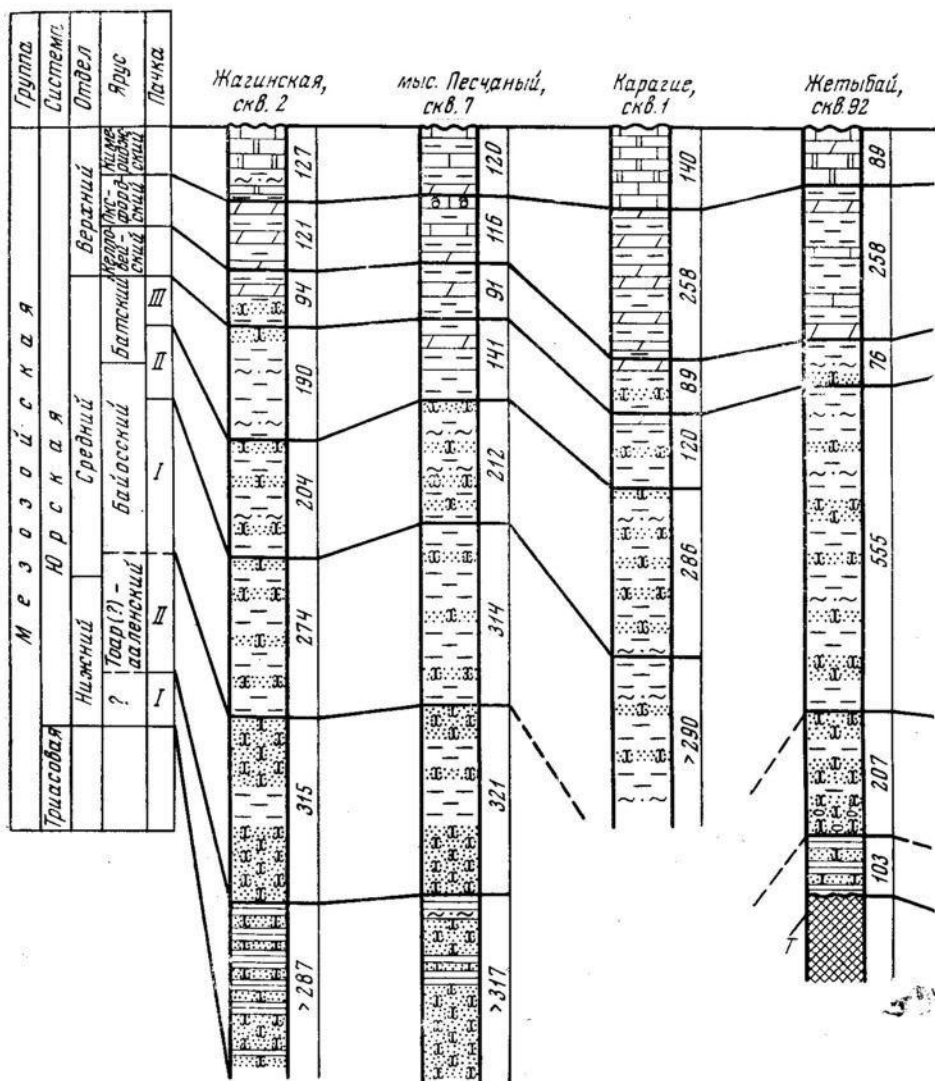 Группа
Система
Отдел
Ярус
Пачка
Мезозойская
Юрская
Триасовая
Верхний
Средний
Нижний
Кимериджский
Оксфордский
Келловейский
Батский
Байосский
Тоар(?)-
ааленский
?
III
II
I
II
I
Жагинская,
скв. 2
127
121
94
190
204
274
315
>287
мыс. Песчаный,
скв. 7
120
116
91
141
212
314
321
>317
Карагие,
скв. 1
140
258
89
120
286
>290
Жетыбай,
скв. 92
89
258
76
555
207
103
T